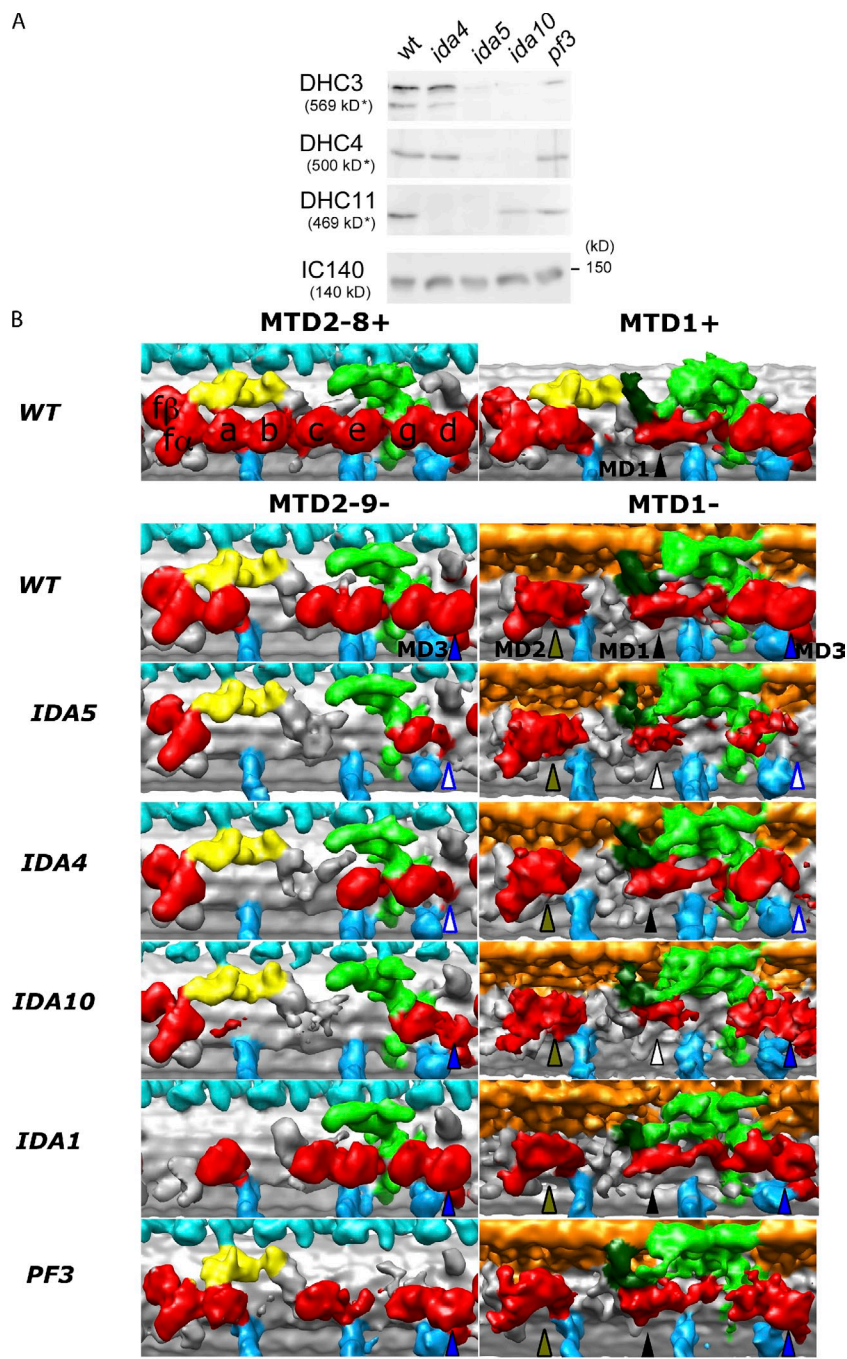 A
wt ida4 ida5 ida10 pf3
DHC3
(569 kD*)
DHC4
(500 kD*)
DHC11
(469 kD*)
(kD)
150
IC140
(140 kD)
B
MTD2-8+ MTD1+
WT
fβ
fα a b c e g d
MD1
MTD2-9- MTD1-
WT
MD3 MD2 MD1 MD3
IDA5
IDA4
IDA10
IDA1
PF3